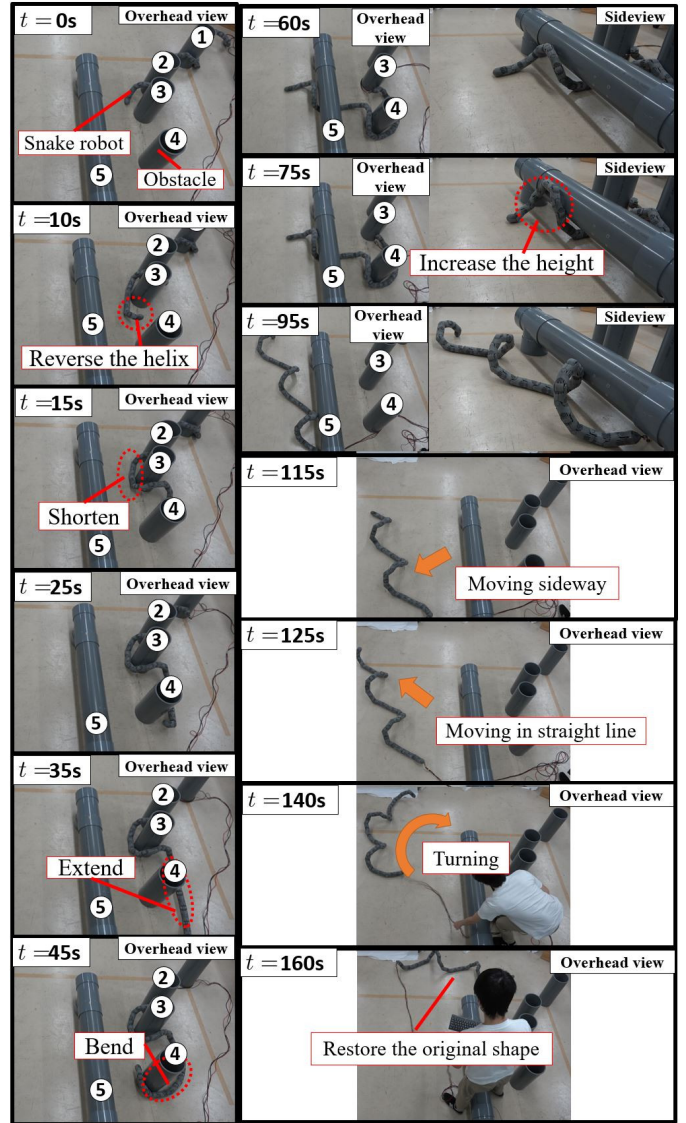 t = 0s
Overhead view
1
2
3
4
5
Snake robot
Obstacle
t = 10s
Overhead view
2
3
4
5
Reverse the helix
t = 15s
Overhead view
2
3
4
5
Shorten
t = 25s
Overhead view
2
3
4
5
t = 35s
Overhead view
2
3
4
5
Extend
t = 45s
Overhead view
2
3
4
5
Bend
t = 60s
Overhead
view
Sideview
3
4
5
t = 75s
Overhead
view
Sideview
3
4
5
Increase the height
t = 95s
Overhead
view
Sideview
3
4
5
t = 115s
Overhead view
Moving sideway
t = 125s
Overhead view
Moving in straight line
t = 140s
Overhead view
Turning
t = 160s
Overhead view
Restore the original shape